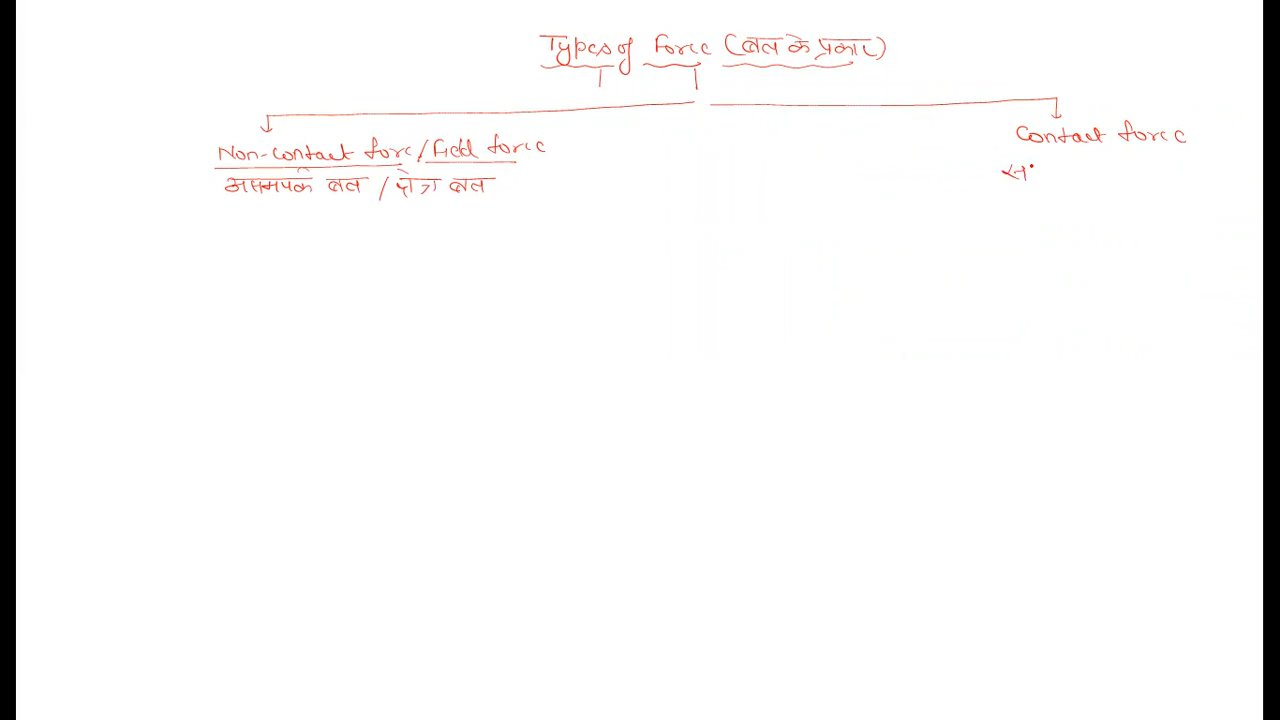 Types of Force (बल के प्रकार)
Non-contact force / Field force
असम्पर्क बल / क्षेत्र बल
Contact force